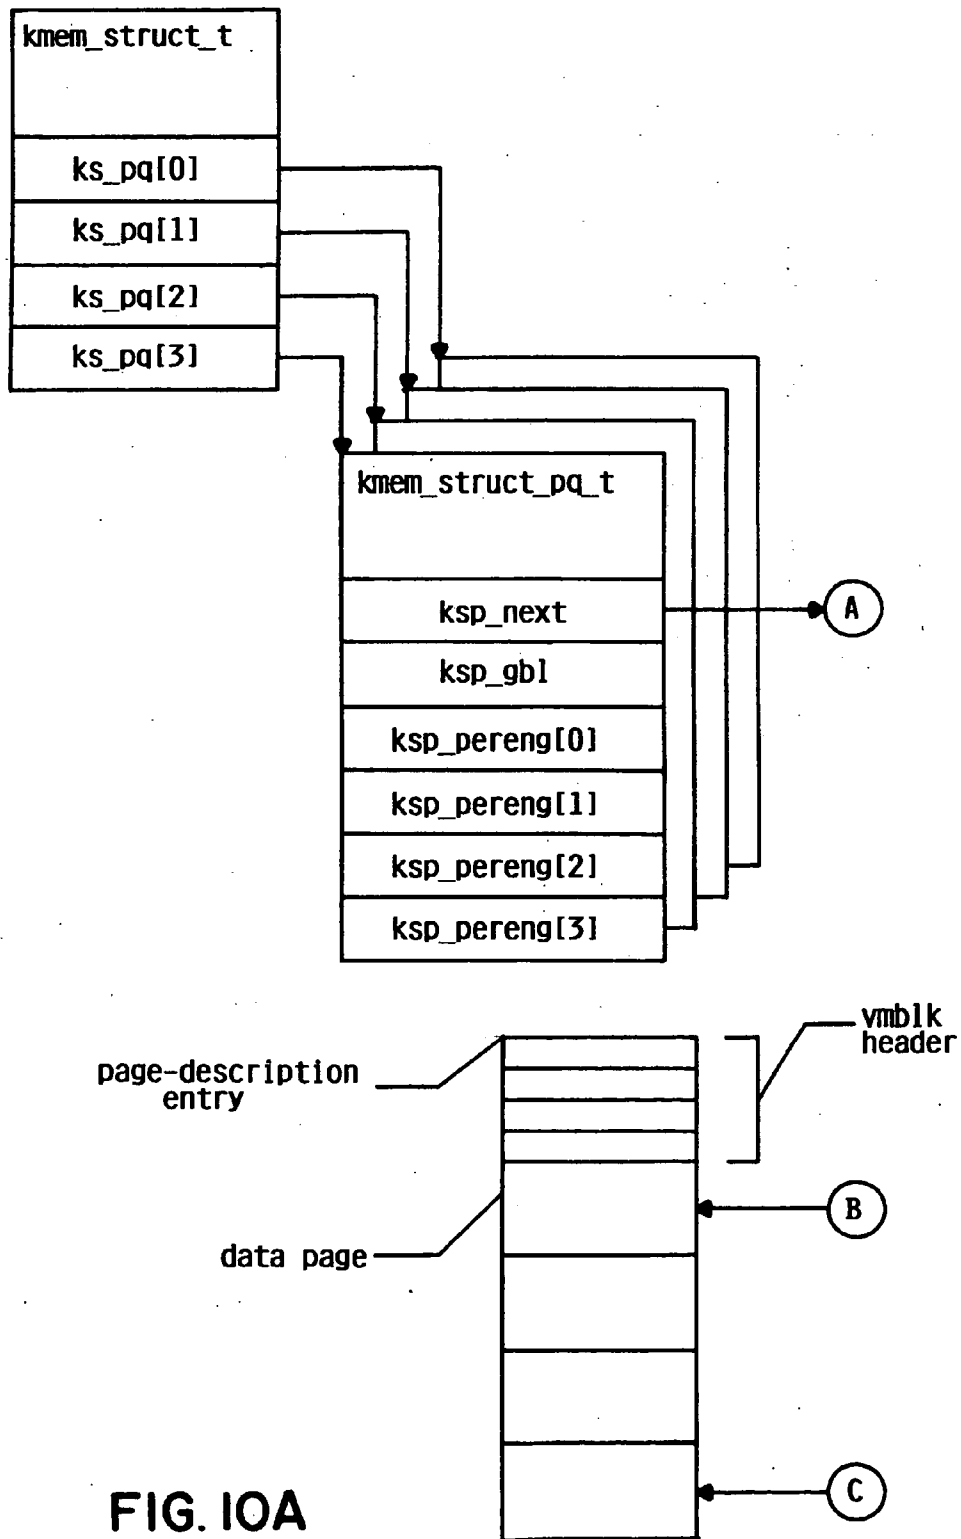 kmem_struct_t
ks_pq[0]
ks_pq[1]
ks_pq[2]
ks_pq[3]
kmem_struct_pq_t
ksp_next
A
ksp_gbl
ksp_pereng[0]
ksp_pereng[1]
ksp_pereng[2]
ksp_pereng[3]
vmblk
header
page-description
entry
B
data page
C
FIG. 10A